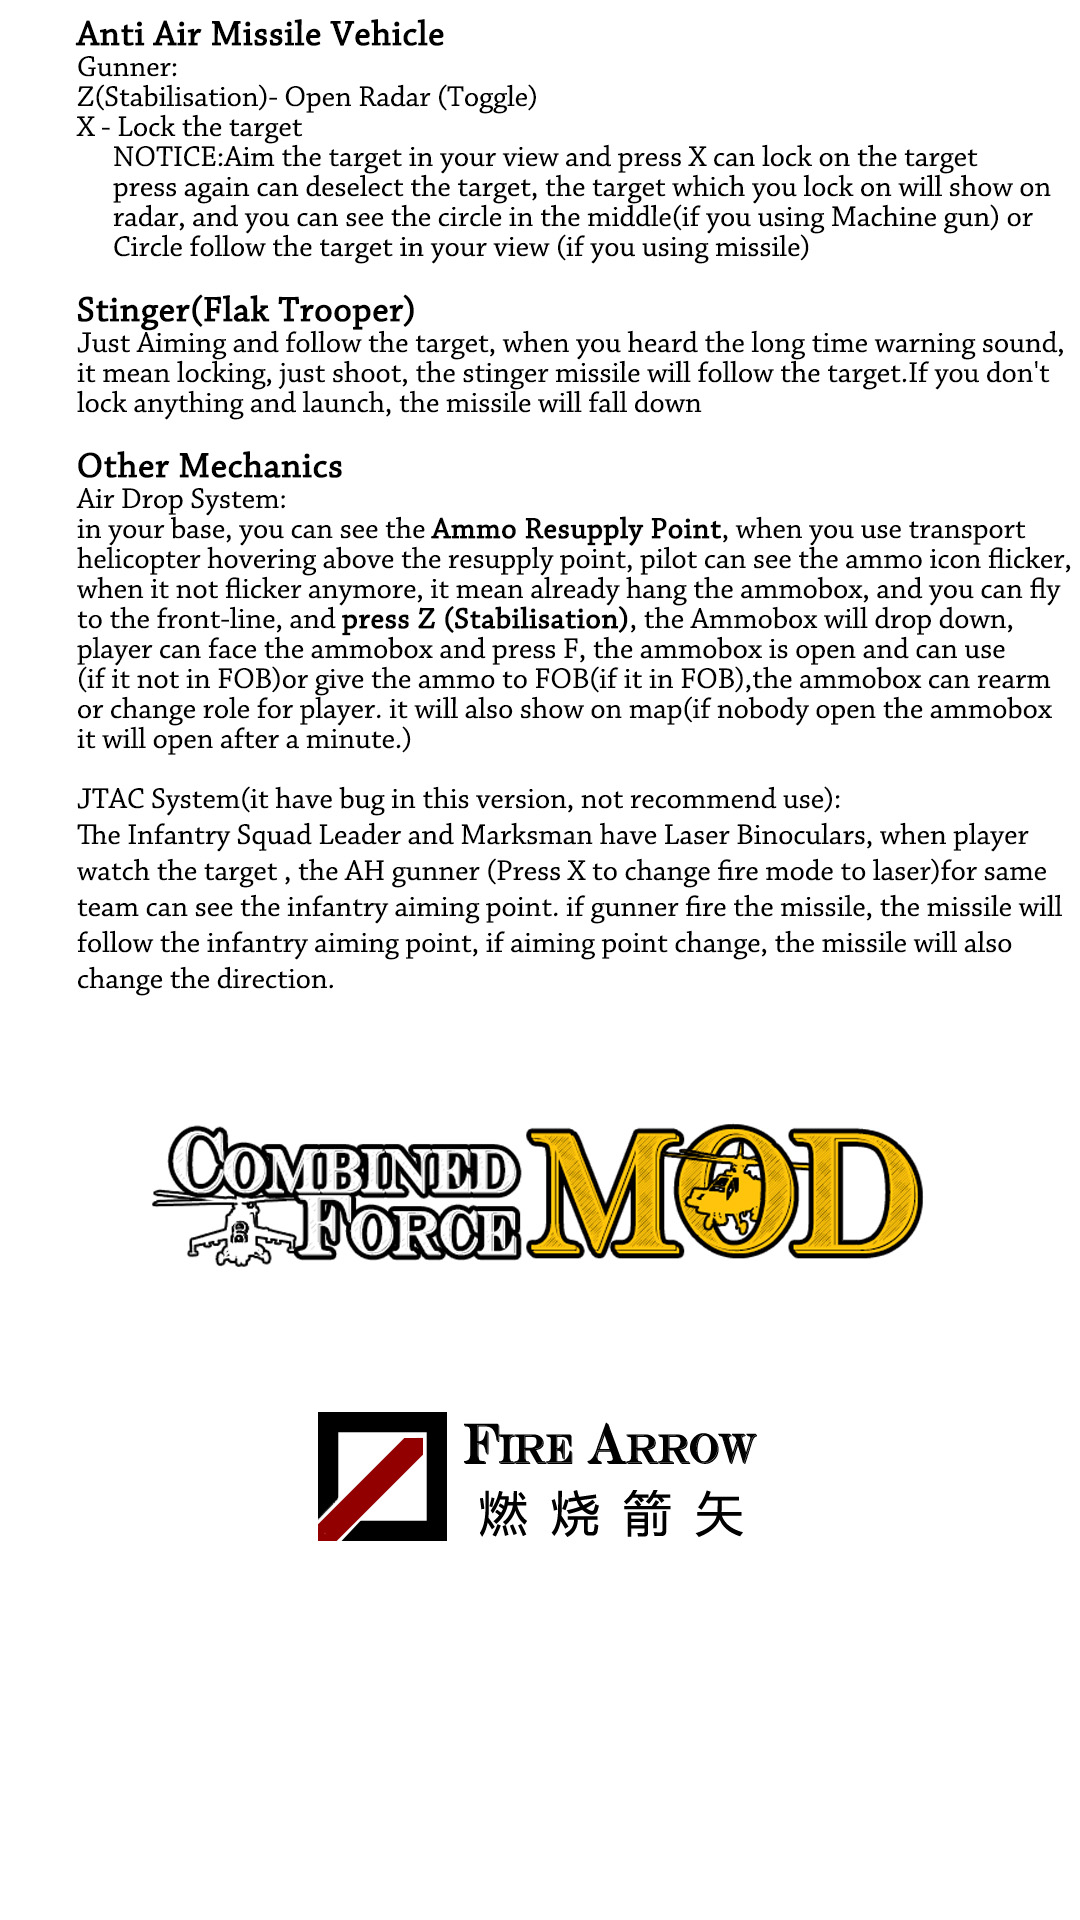 Anti Air Missile Vehicle
Gunner:
Z(Stabilisation)- Open Radar (Toggle)
X - Lock the target
NOTICE:Aim the target in your view and press X can lock on the target
press again can deselect the target, the target which you lock on will show on
radar, and you can see the circle in the middle(if you using Machine gun) or
Circle follow the target in your view (if you using missile)
Stinger(Flak Trooper)
Just Aiming and follow the target, when you heard the long time warning sound,
it mean locking, just shoot, the stinger missile will follow the target.If you don't
lock anything and launch, the missile will fall down
Other Mechanics
Air Drop System:
in your base, you can see the Ammo Resupply Point, when you use transport
helicopter hovering above the resupply point, pilot can see the ammo icon flicker,
when it not flicker anymore, it mean already hang the ammobox, and you can fly
to the front-line, and press Z (Stabilisation), the Ammobox will drop down,
player can face the ammobox and press F, the ammobox is open and can use
(if it not in FOB)or give the ammo to FOB(if it in FOB),the ammobox can rearm
or change role for player. it will also show on map(if nobody open the ammobox
it will open after a minute.)
JTAC System(it have bug in this version, not recommend use):
The Infantry Squad Leader and Marksman have Laser Binoculars, when player
watch the target , the AH gunner (Press X to change fire mode to laser)for same
team can see the infantry aiming point. if gunner fire the missile, the missile will
follow the infantry aiming point, if aiming point change, the missile will also
change the direction.
COMBINED FORCE MOD
FIRE ARROW
燃烧箭矢